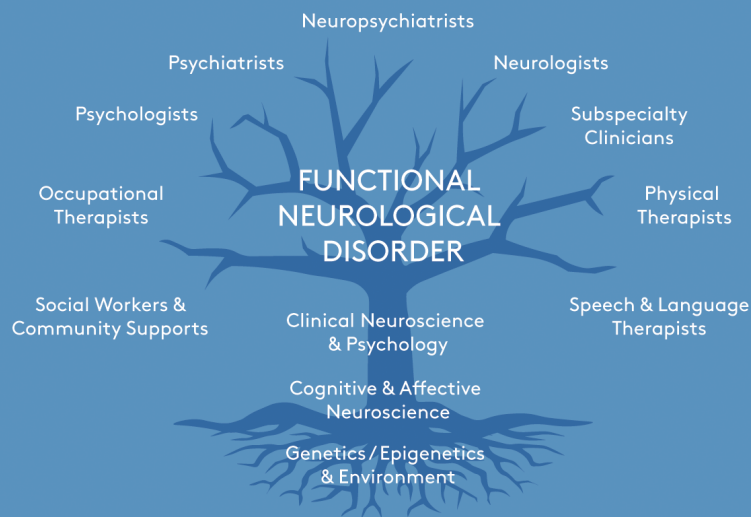 Neuropsychiatrists
Psychiatrists
Neurologists
Psychologists
Subspecialty
Clinicians
Occupational
Therapists
FUNCTIONAL
NEUROLOGICAL
DISORDER
Physical
Therapists
Social Workers &
Community Supports
Clinical Neuroscience
& Psychology
Speech & Language
Therapists
Cognitive & Affective
Neuroscience
Genetics / Epigenetics
& Environment